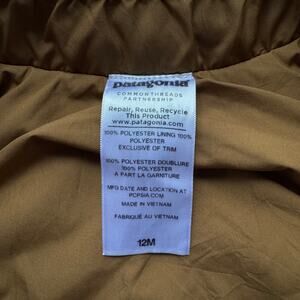 patagonia
COMMONTHREADS
PARTNERSHIP
Repair, Reuse, Recycle
This Product
www.patagonia.com
100% POLYESTER LINING 100%
POLYESTER
EXCLUSIVE OF TRIM
100% POLYESTER DOUBLURE
100% POLYESTER
À PART LA GARNITURE
MFG DATE AND LOCATION AT
PCPSIA.COM
MADE IN VIETNAM
FABRIQUÉ AU VIETNAM
12M